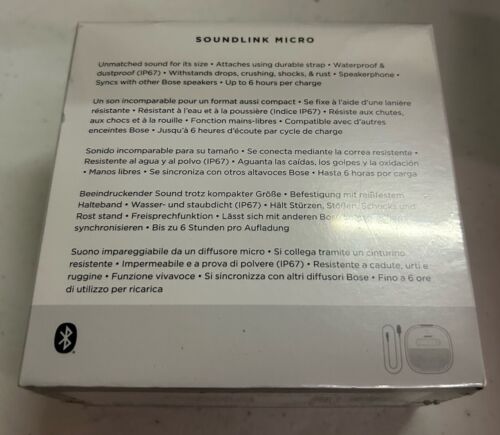 SOUNDLINK MICRO
Unmatched sound for its size • Attaches using durable strap • Waterproof &
dustproof (IP67) • Withstands drops, crushing, shocks, & rust • Speakerphone •
Syncs with other Bose speakers • Up to 6 hours per charge
Un son incomparable pour un format aussi compact • Se fixe à l'aide d'une lanière
résistante • Résistant à l'eau et à la poussière (Indice IP67) • Résiste aux chutes,
aux chocs et à la rouille • Fonction mains-libres • Compatible avec d'autres
enceintes Bose • Jusqu'à 6 heures d'écoute par cycle de charge
Sonido incomparable para su tamaño • Se conecta mediante la correa resistente •
Resistente al agua y al polvo (IP67) • Aguanta las caídas, los golpes y la oxidación
• Manos libres • Se sincroniza con otros altavoces Bose • Hasta 6 horas por carga
Beeindruckender Sound trotz kompakter Größe • Befestigung mit reißfestem
Halteband • Wasser- und staubdicht (IP67) • Hält Stürzen, Stößen, Schocks und
Rost stand • Freisprechfunktion • Lässt sich mit anderen
synchronisieren • Bis zu 6 Stunden pro Aufladung
Suono impareggiabile da un diffusore micro • Si collega tramite un cinturino
resistente • Impermeabile e a prova di polvere (IP67) • Resistente a cadute, urti e
ruggine • Funzione vivavoce • Si sincronizza con altri diffusori Bose • Fino a 6 ore
di utilizzo per ricarica